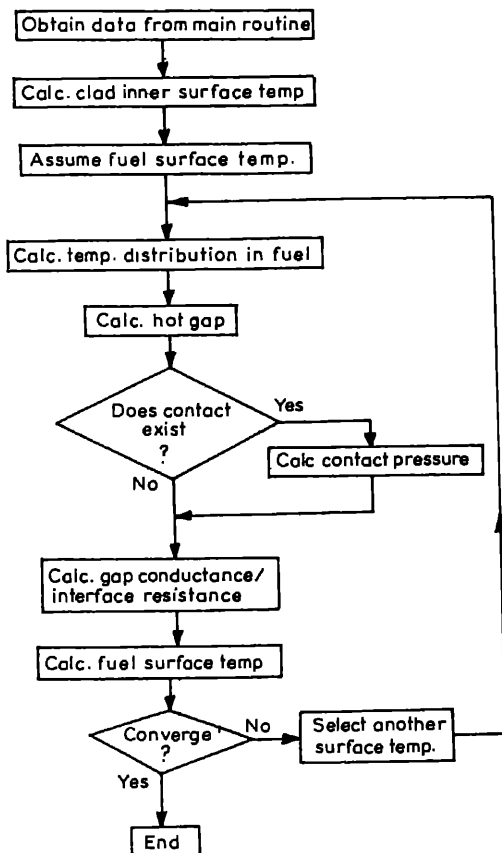 Obtain data from main routine
Calc. clad inner surface temp
Assume fuel surface temp.
Calc. temp. distribution in fuel
Calc. hot gap
Does contact
exist
?
Yes
No
Calc contact pressure
Calc. gap conductance/
interface resistance
Calc. fuel surface temp
Converge
?
No
Yes
Select another
surface temp.
End